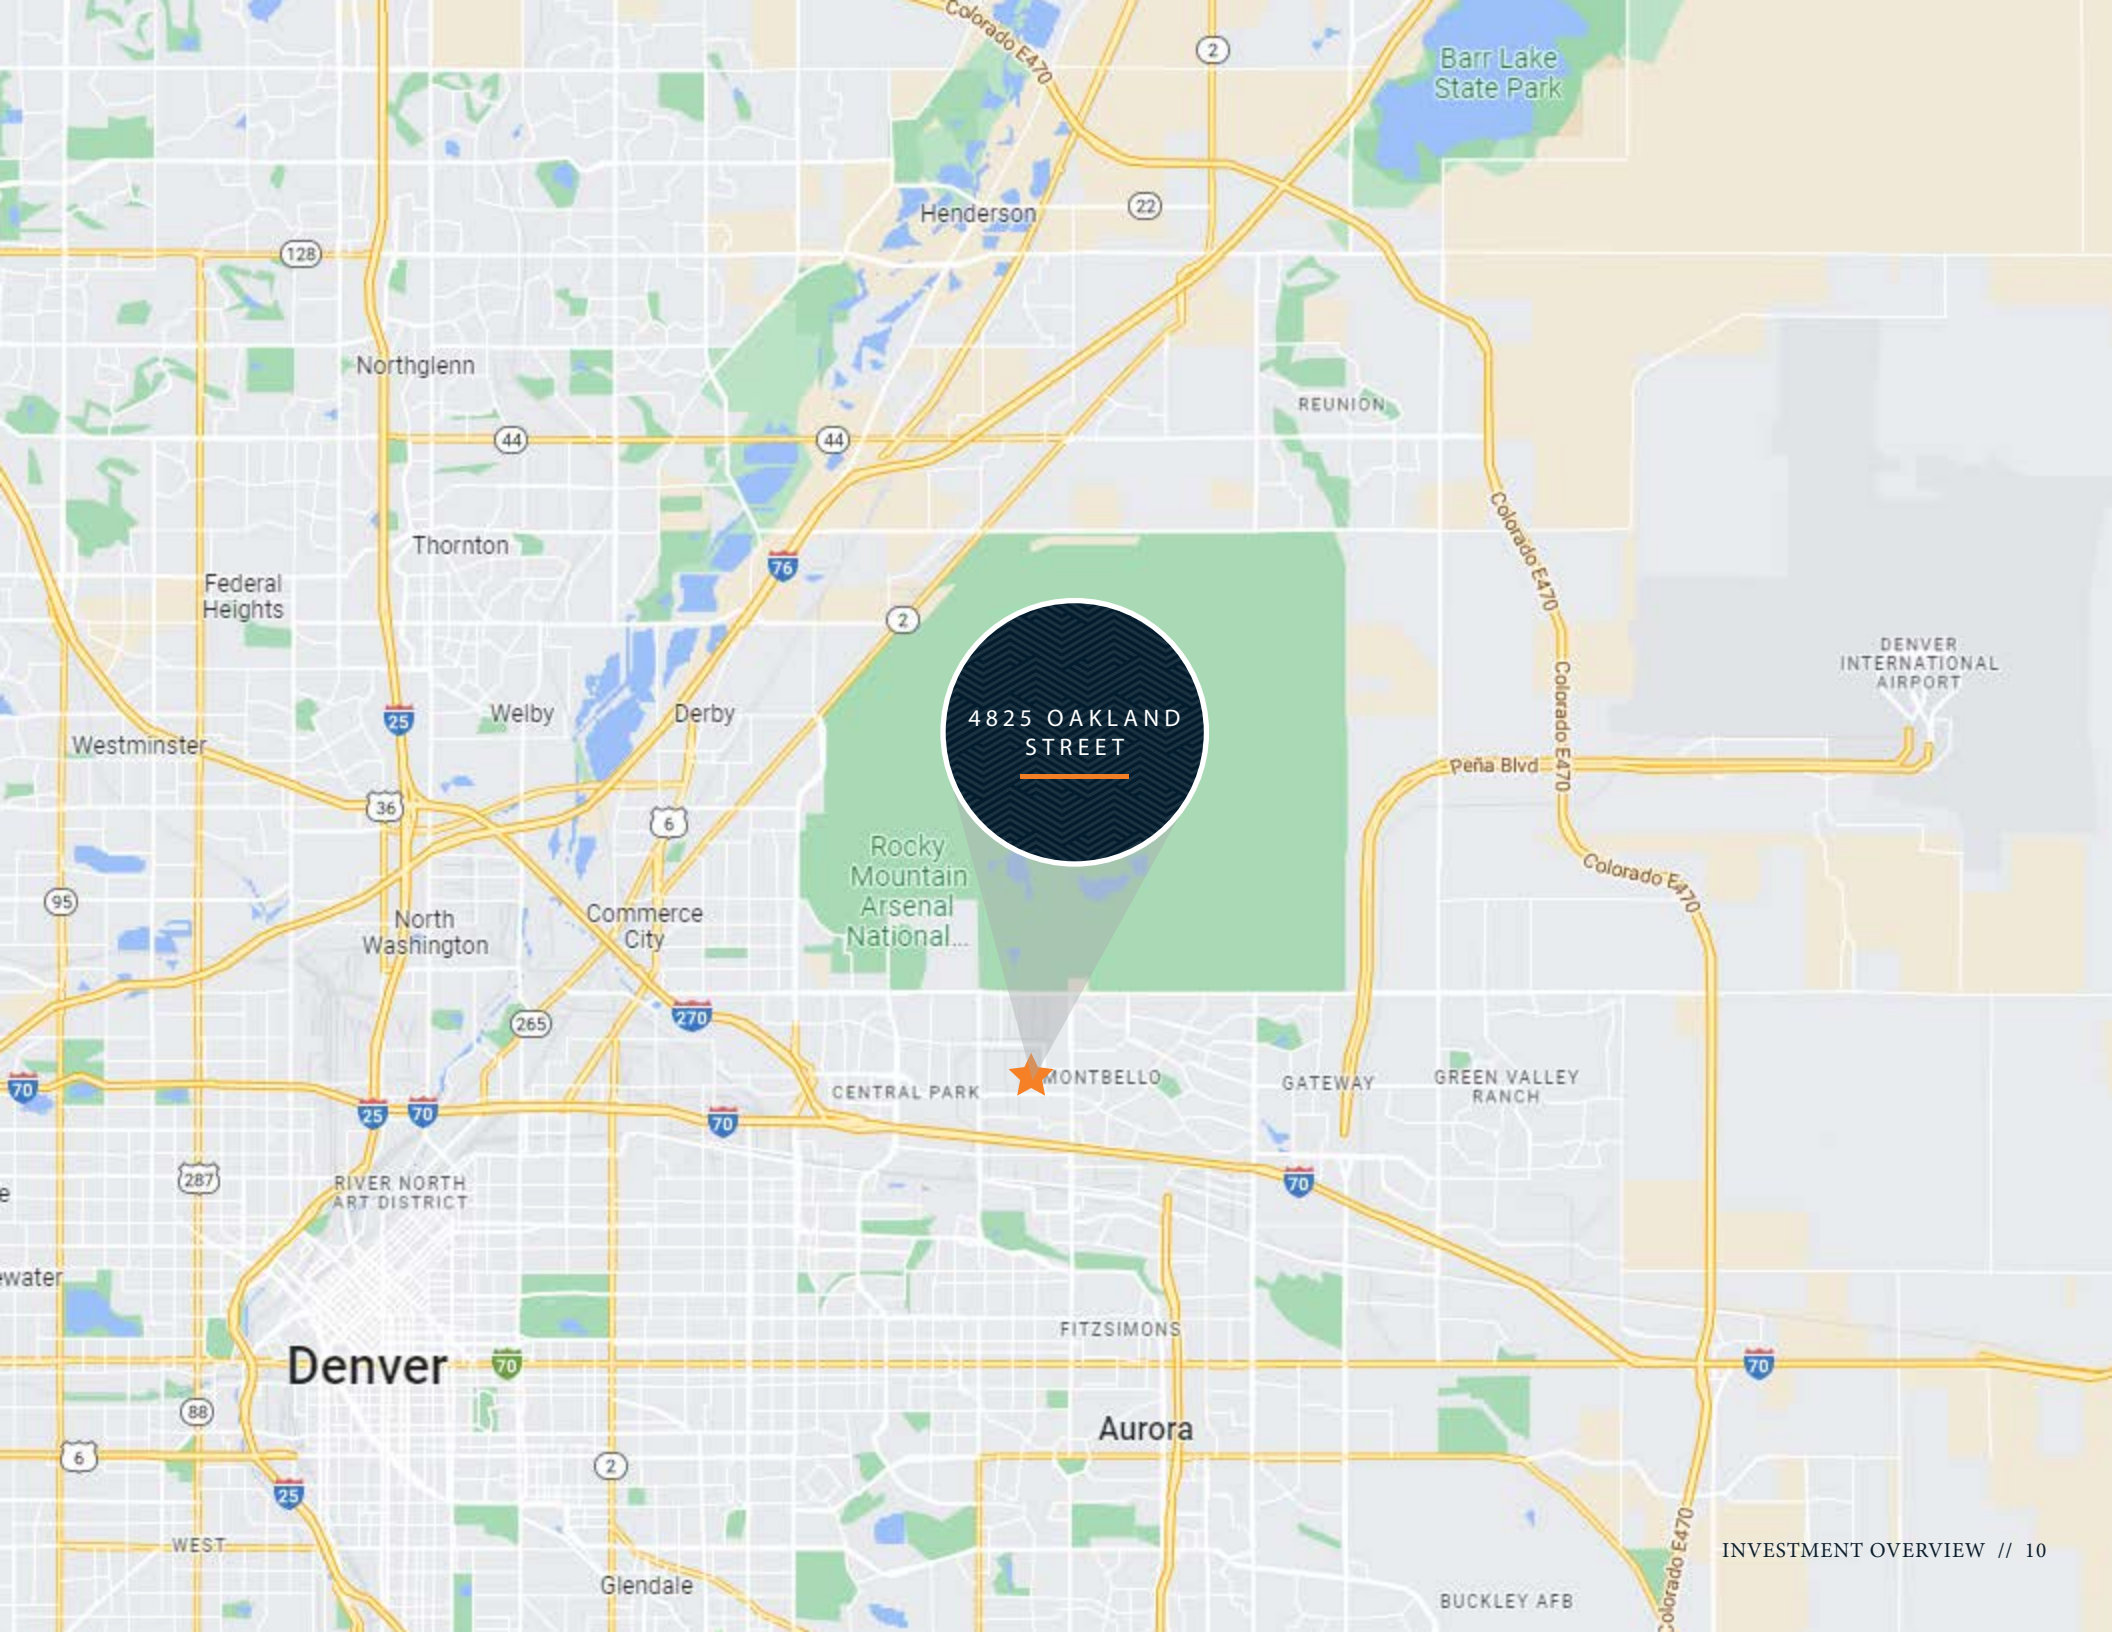 Colorado E470
2
Barr Lake
State Park
Henderson
22
128
Northglenn
REUNION
44
44
Colorado E470
Thornton
76
Federal
Heights
2
DENVER
INTERNATIONAL
AIRPORT
Colorado E470
4825 OAKLAND
STREET
Welby
Derby
25
Westminster
Peña Blvd
36
6
Rocky
Mountain
Arsenal
National...
Colorado E470
95
North
Washington
Commerce
City
265
270
70
MONTBELLO
GATEWAY
GREEN VALLEY
RANCH
CENTRAL PARK
25
70
70
287
RIVER NORTH
ART DISTRICT
70
e
ewater
FITZSIMONS
Denver
70
70
88
Aurora
6
2
25
WEST
Colorado E470
INVESTMENT OVERVIEW // 10
Glendale
BUCKLEY AFB